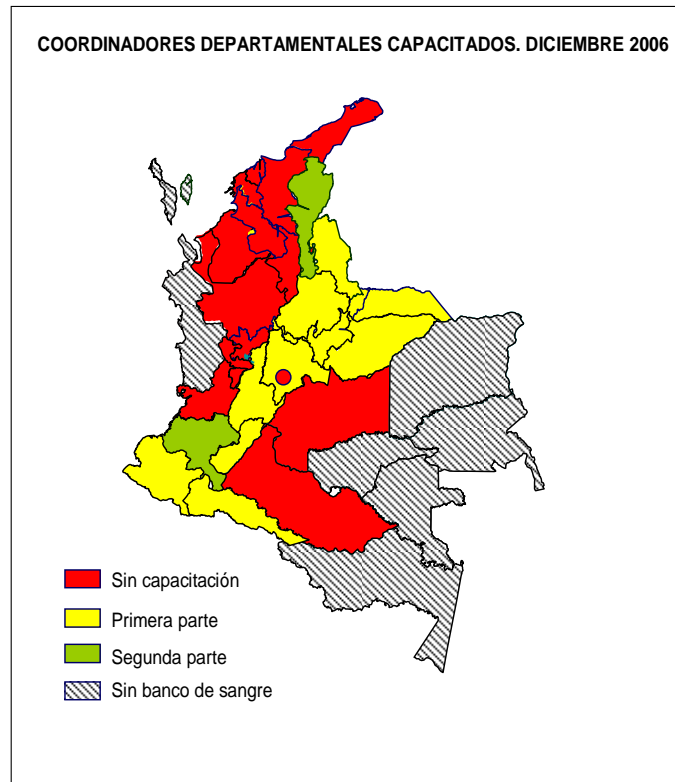 COORDINADORES DEPARTAMENTALES CAPACITADOS. DICIEMBRE 2006
Sin capacitación
Primera parte
Segunda parte
Sin banco de sangre